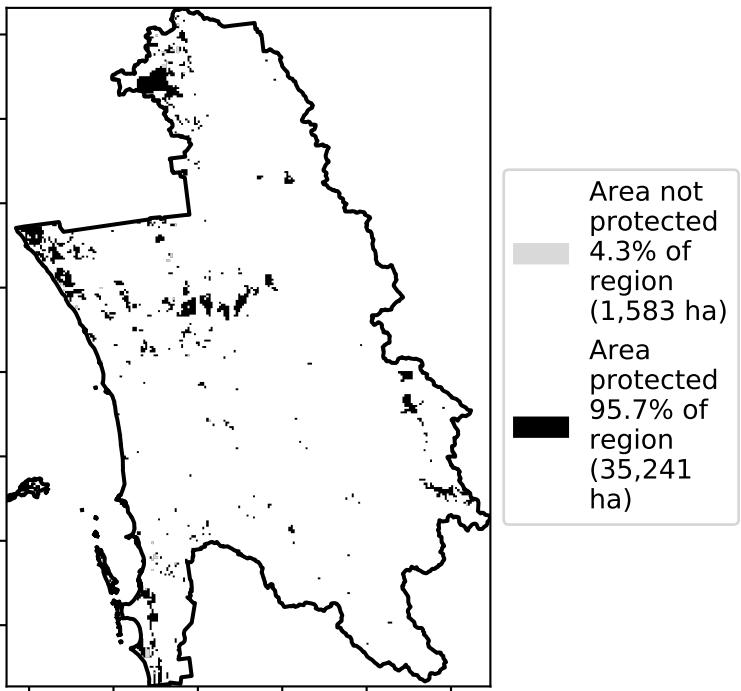 Area not
protected
4.3% of
region
(1,583 ha)
Area
protected
95.7% of
region
(35,241
ha)